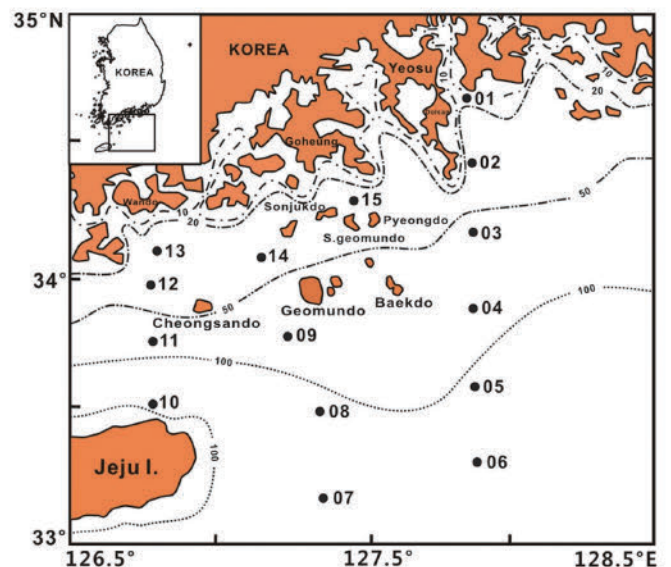 35°N
KOREA
KOREA
Yeosu
10
10
20
01
Dolsan
Goheung
02
Wando
10
20
Sonjukdo
15
50
Pyeongdo
S.geomundo
03
13
14
34°
12
100
50
Geomundo
Baekdo
04
Cheongsando
11
09
100
05
10
08
100
Jeju I.
06
07
33°
126.5°
127.5°
128.5°E